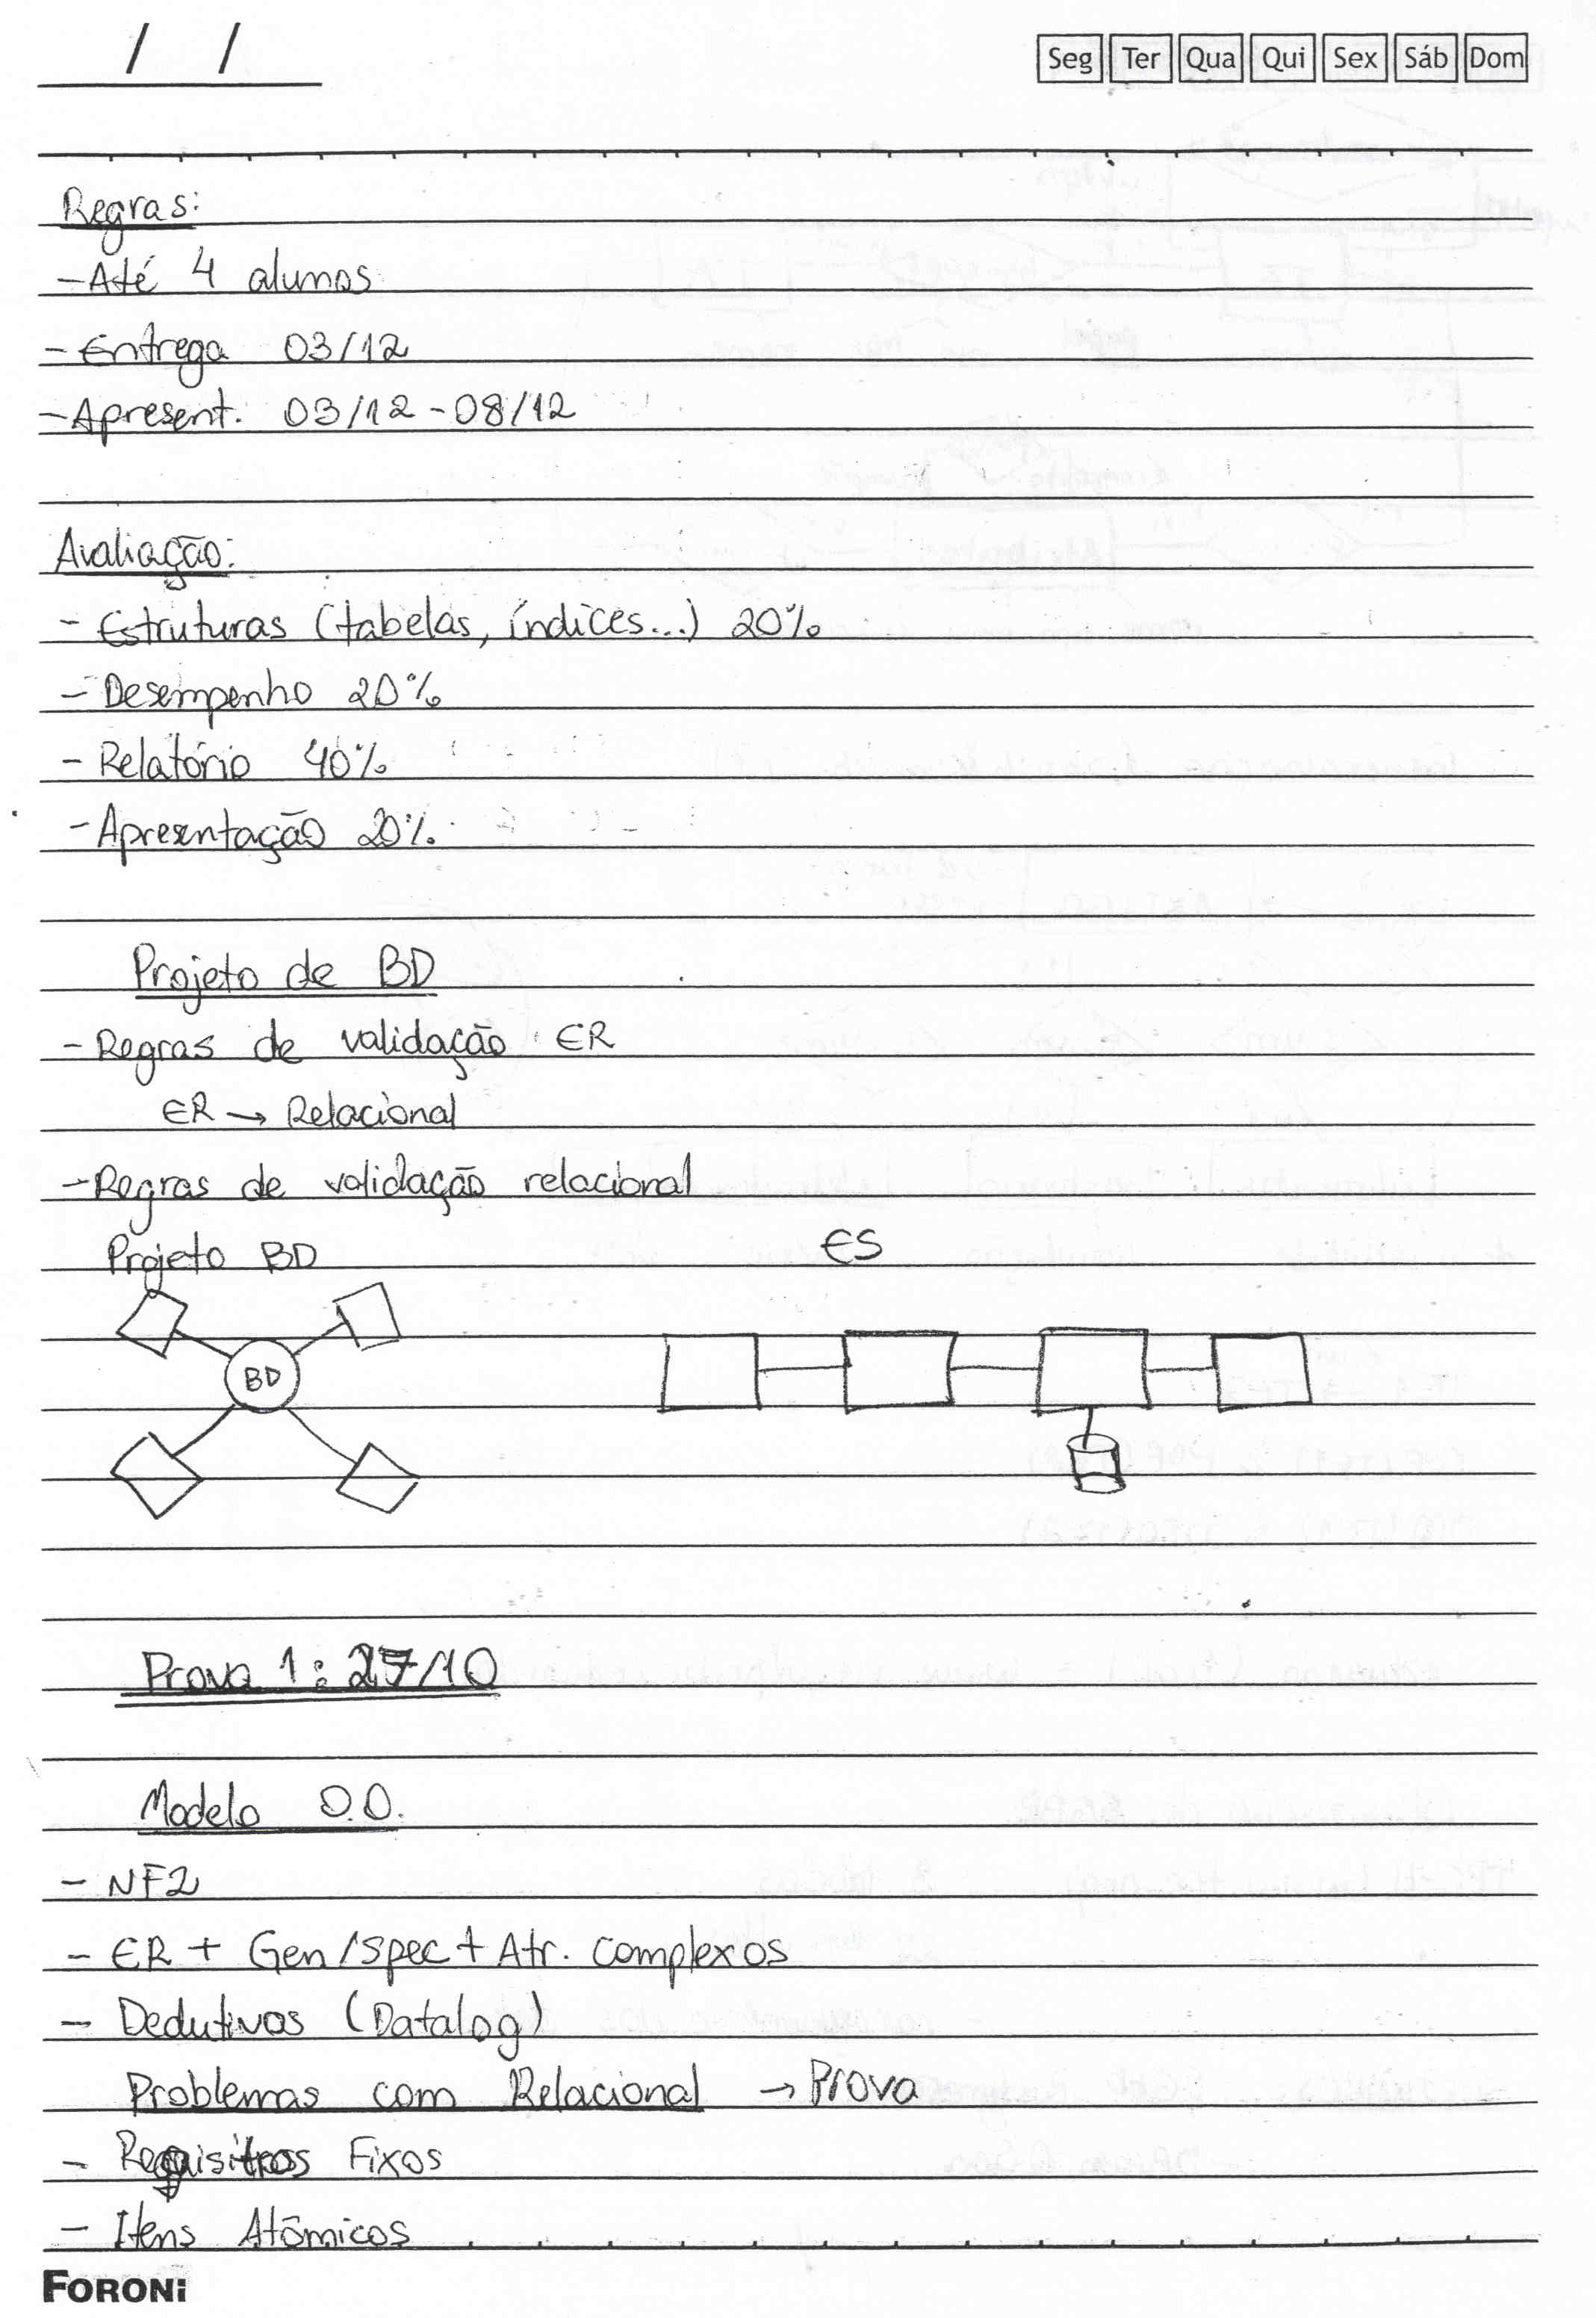 / /
Seg Ter Qua Qui Sex Sáb Dom
Regras:
- Até 4 alunos
- Entrega 03/12
- Apresent. 03/12 - 08/12
Avaliação:
- Estruturas (tabelas, índices...) 20%
- Desempenho 20%
- Relatório 40%
- Apresentação 20%
Projeto de BD
- Regras de validação ER
ER → Relacional
- Regras de validação relacional
Projeto BD
ES
BD
Prova 1: 27/10
Modelo O.O.
- NF2
- ER + Gen/Spec + Atr. Complexos
- Dedutivos (Datalog)
Problemas com Relacional → Prova
- Fixos
- Itens Atômicos
FORONI